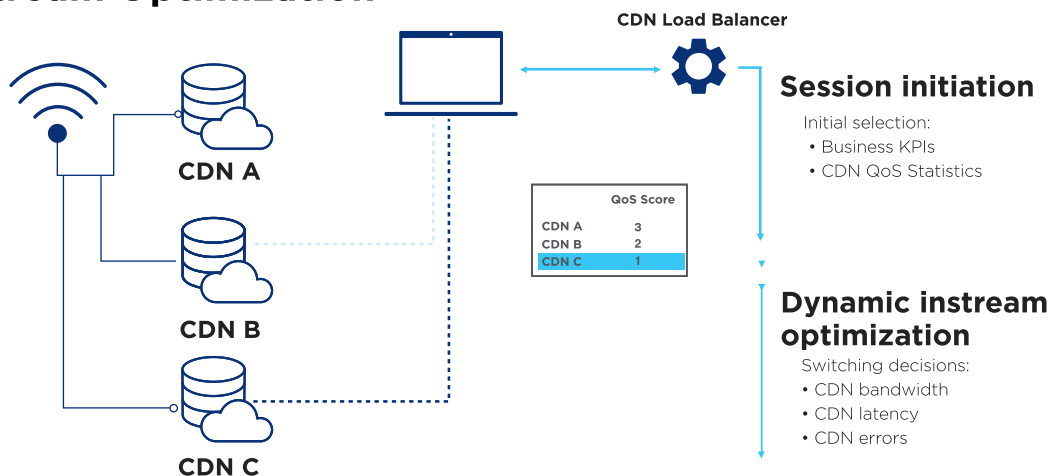 CDN Load Balancer
CDN A
CDN B
CDN C
QoS Score
CDN A 3
CDN B 2
CDN C 1
Session initiation
Initial selection:
• Business KPIs
• CDN QoS Statistics
Dynamic instream
optimization
Switching decisions:
• CDN bandwidth
• CDN latency
• CDN errors